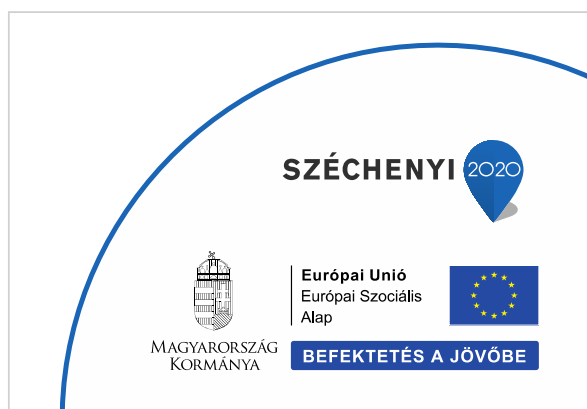 SZÉCHENYI 2020
Európai Unió
Európai Szociális
Alap
MAGYARORSZÁG
KORMÁNYA
BEFEKTETÉS A JÖVŐBE